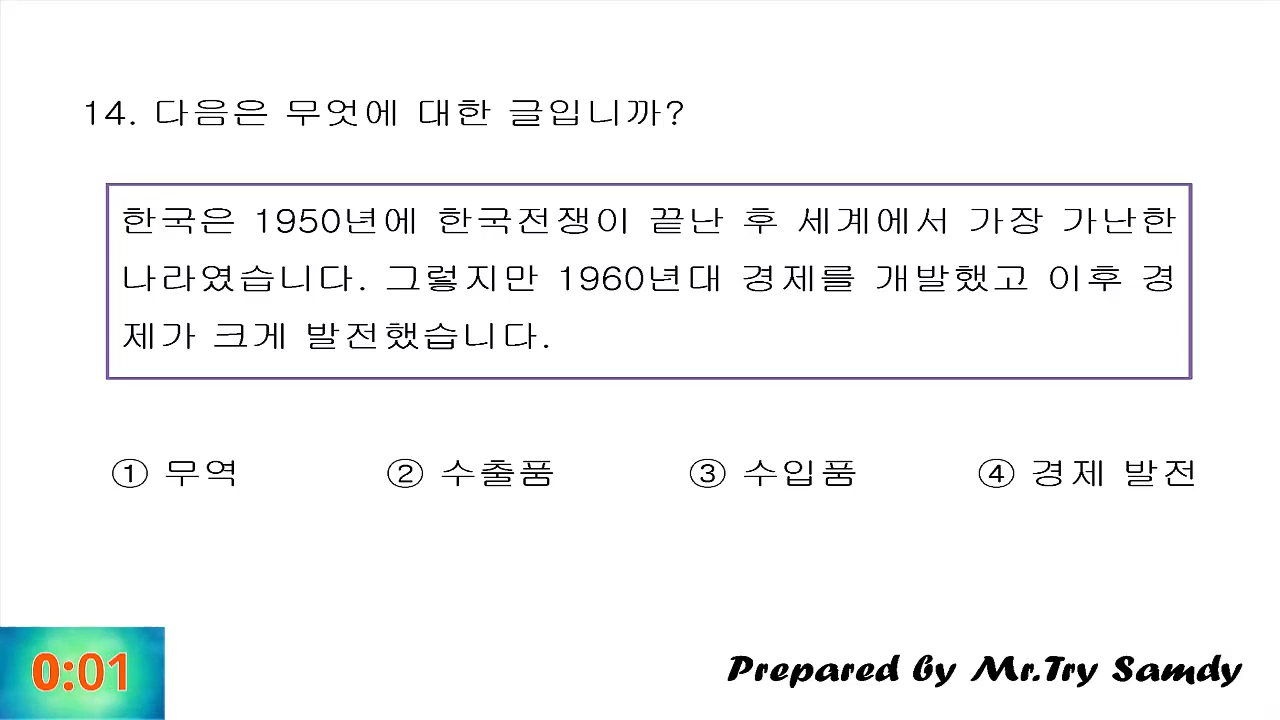 14. 다음은 무엇에 대한 글입니까?
한국은 1950년에 한국전쟁이 끝난 후 세계에서 가장 가난한
나라였습니다. 그렇지만 1960년대 경제를 개발했고 이후 경
제가 크게 발전했습니다.
① 무역 ② 수출품 ③ 수입품 ④ 경제 발전
0:01
Prepared by Mr.Try Samdy